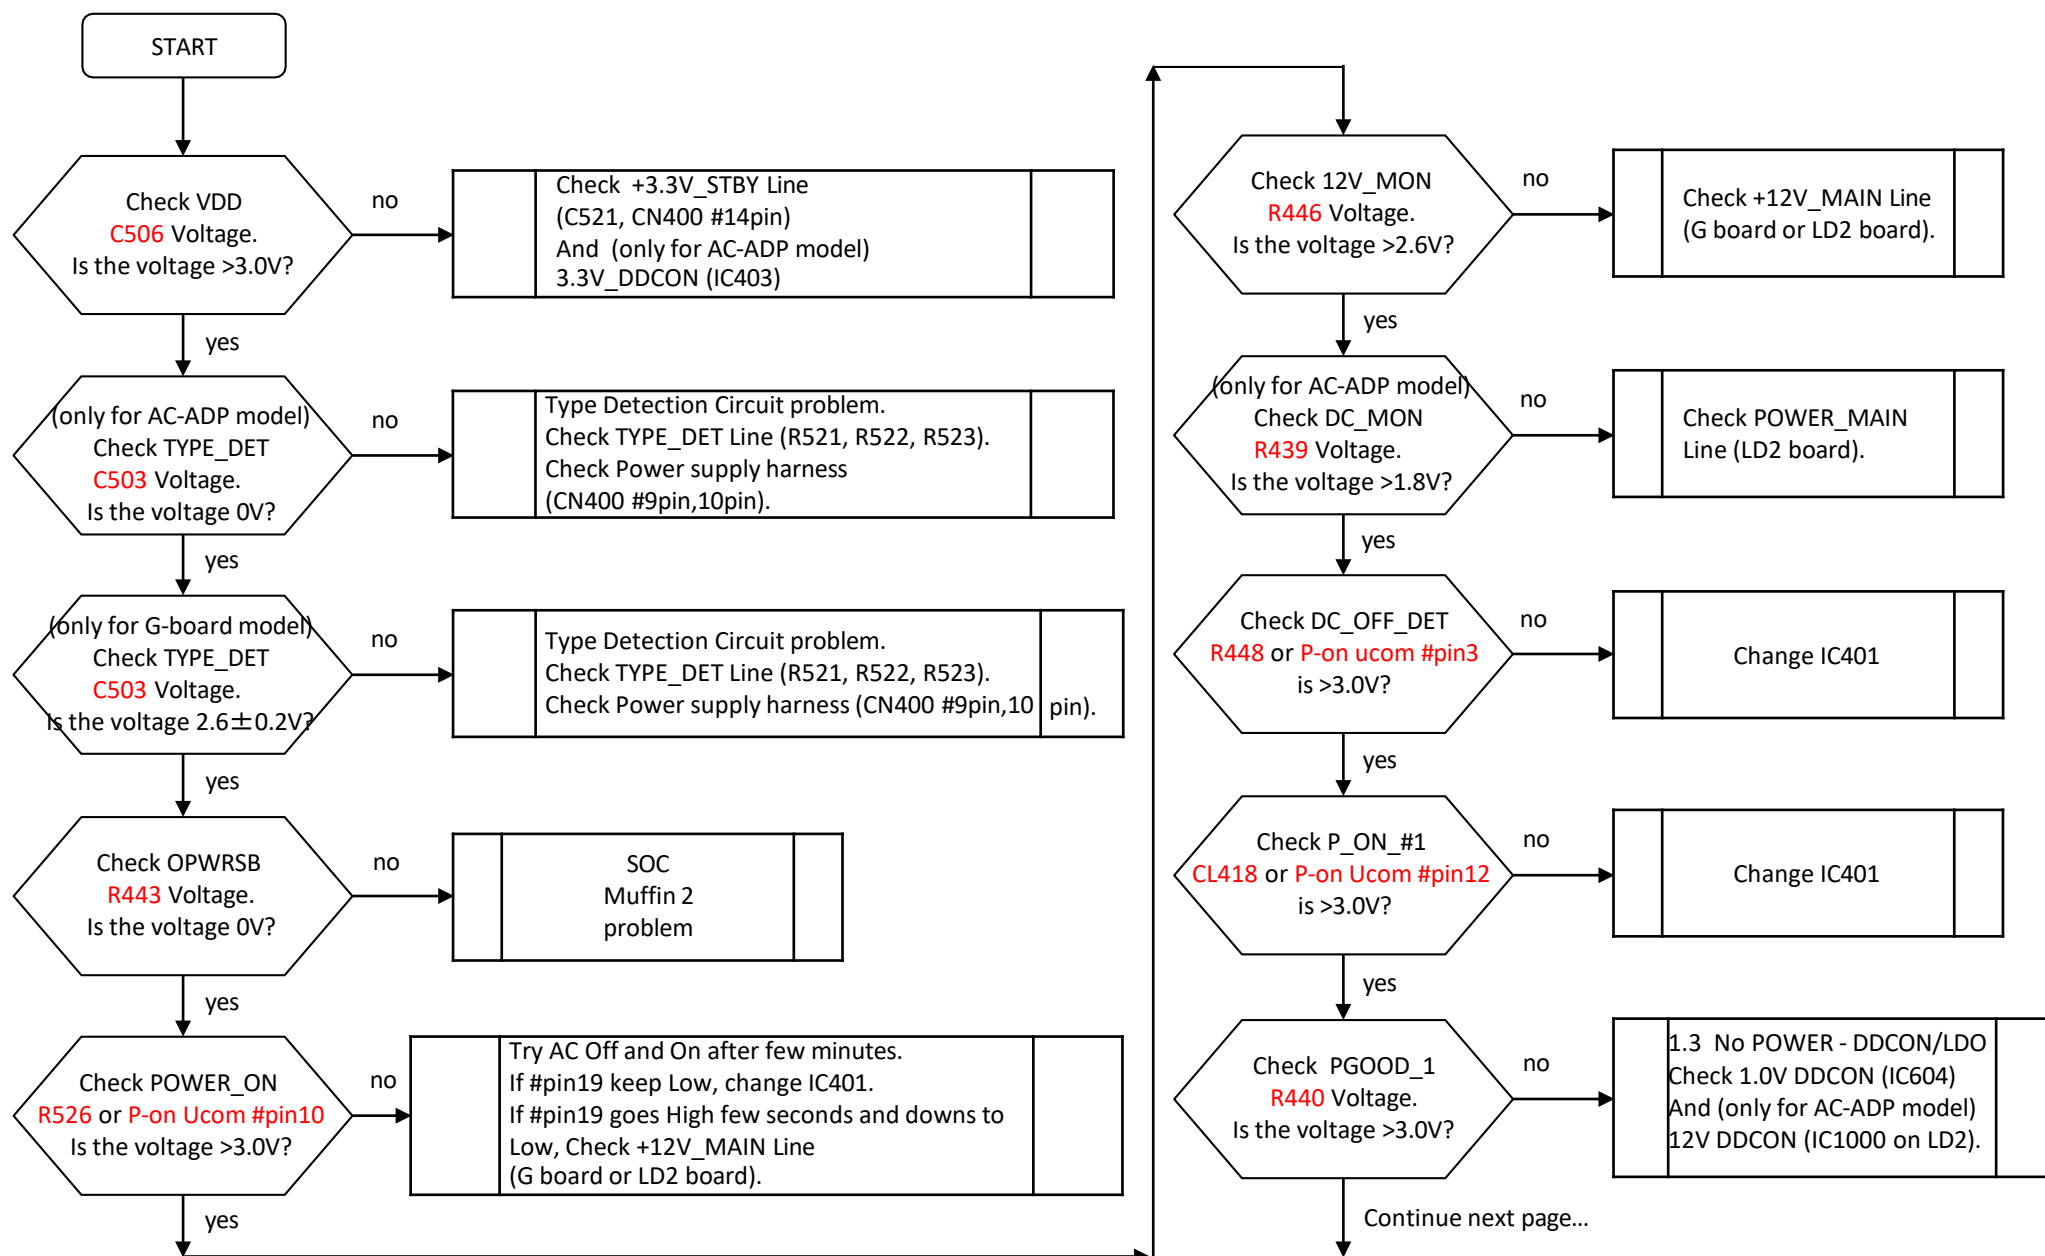 START
Check VDD
C506 Voltage.
Is the voltage >3.0V?
no
Check +3.3V_STBY Line
(C521, CN400 #14pin)
And (only for AC-ADP model)
3.3V_DDCON (IC403)
yes
(only for AC-ADP model)
Check TYPE_DET
C503 Voltage.
Is the voltage 0V?
no
Type Detection Circuit problem.
Check TYPE_DET Line (R521, R522, R523).
Check Power supply harness
(CN400 #9pin,10pin).
yes
(only for G-board model)
Check TYPE_DET
C503 Voltage.
Is the voltage 2.6±0.2V?
no
Type Detection Circuit problem.
Check TYPE_DET Line (R521, R522, R523).
Check Power supply harness (CN400 #9pin,10 pin).
yes
Check OPWRSB
R443 Voltage.
Is the voltage 0V?
no
SOC
Muffin 2
problem
yes
Check POWER_ON
R526 or P-on Ucom #pin10
Is the voltage >3.0V?
no
Try AC Off and On after few minutes.
If #pin19 keep Low, change IC401.
If #pin19 goes High few seconds and downs to
Low, Check +12V_MAIN Line
(G board or LD2 board).
yes
Check 12V_MON
R446 Voltage.
Is the voltage >2.6V?
no
Check +12V_MAIN Line
(G board or LD2 board).
yes
(only for AC-ADP model)
Check DC_MON
R439 Voltage.
Is the voltage >1.8V?
no
Check POWER_MAIN
Line (LD2 board).
yes
Check DC_OFF_DET
R448 or P-on ucom #pin3
is >3.0V?
no
Change IC401
yes
Check P_ON_#1
CL418 or P-on Ucom #pin12
is >3.0V?
no
Change IC401
yes
Check PGOOD_1
R440 Voltage.
Is the voltage >3.0V?
no
1.3 No POWER - DDCON/LDO
Check 1.0V DDCON (IC604)
And (only for AC-ADP model)
12V DDCON (IC1000 on LD2).
Continue next page...